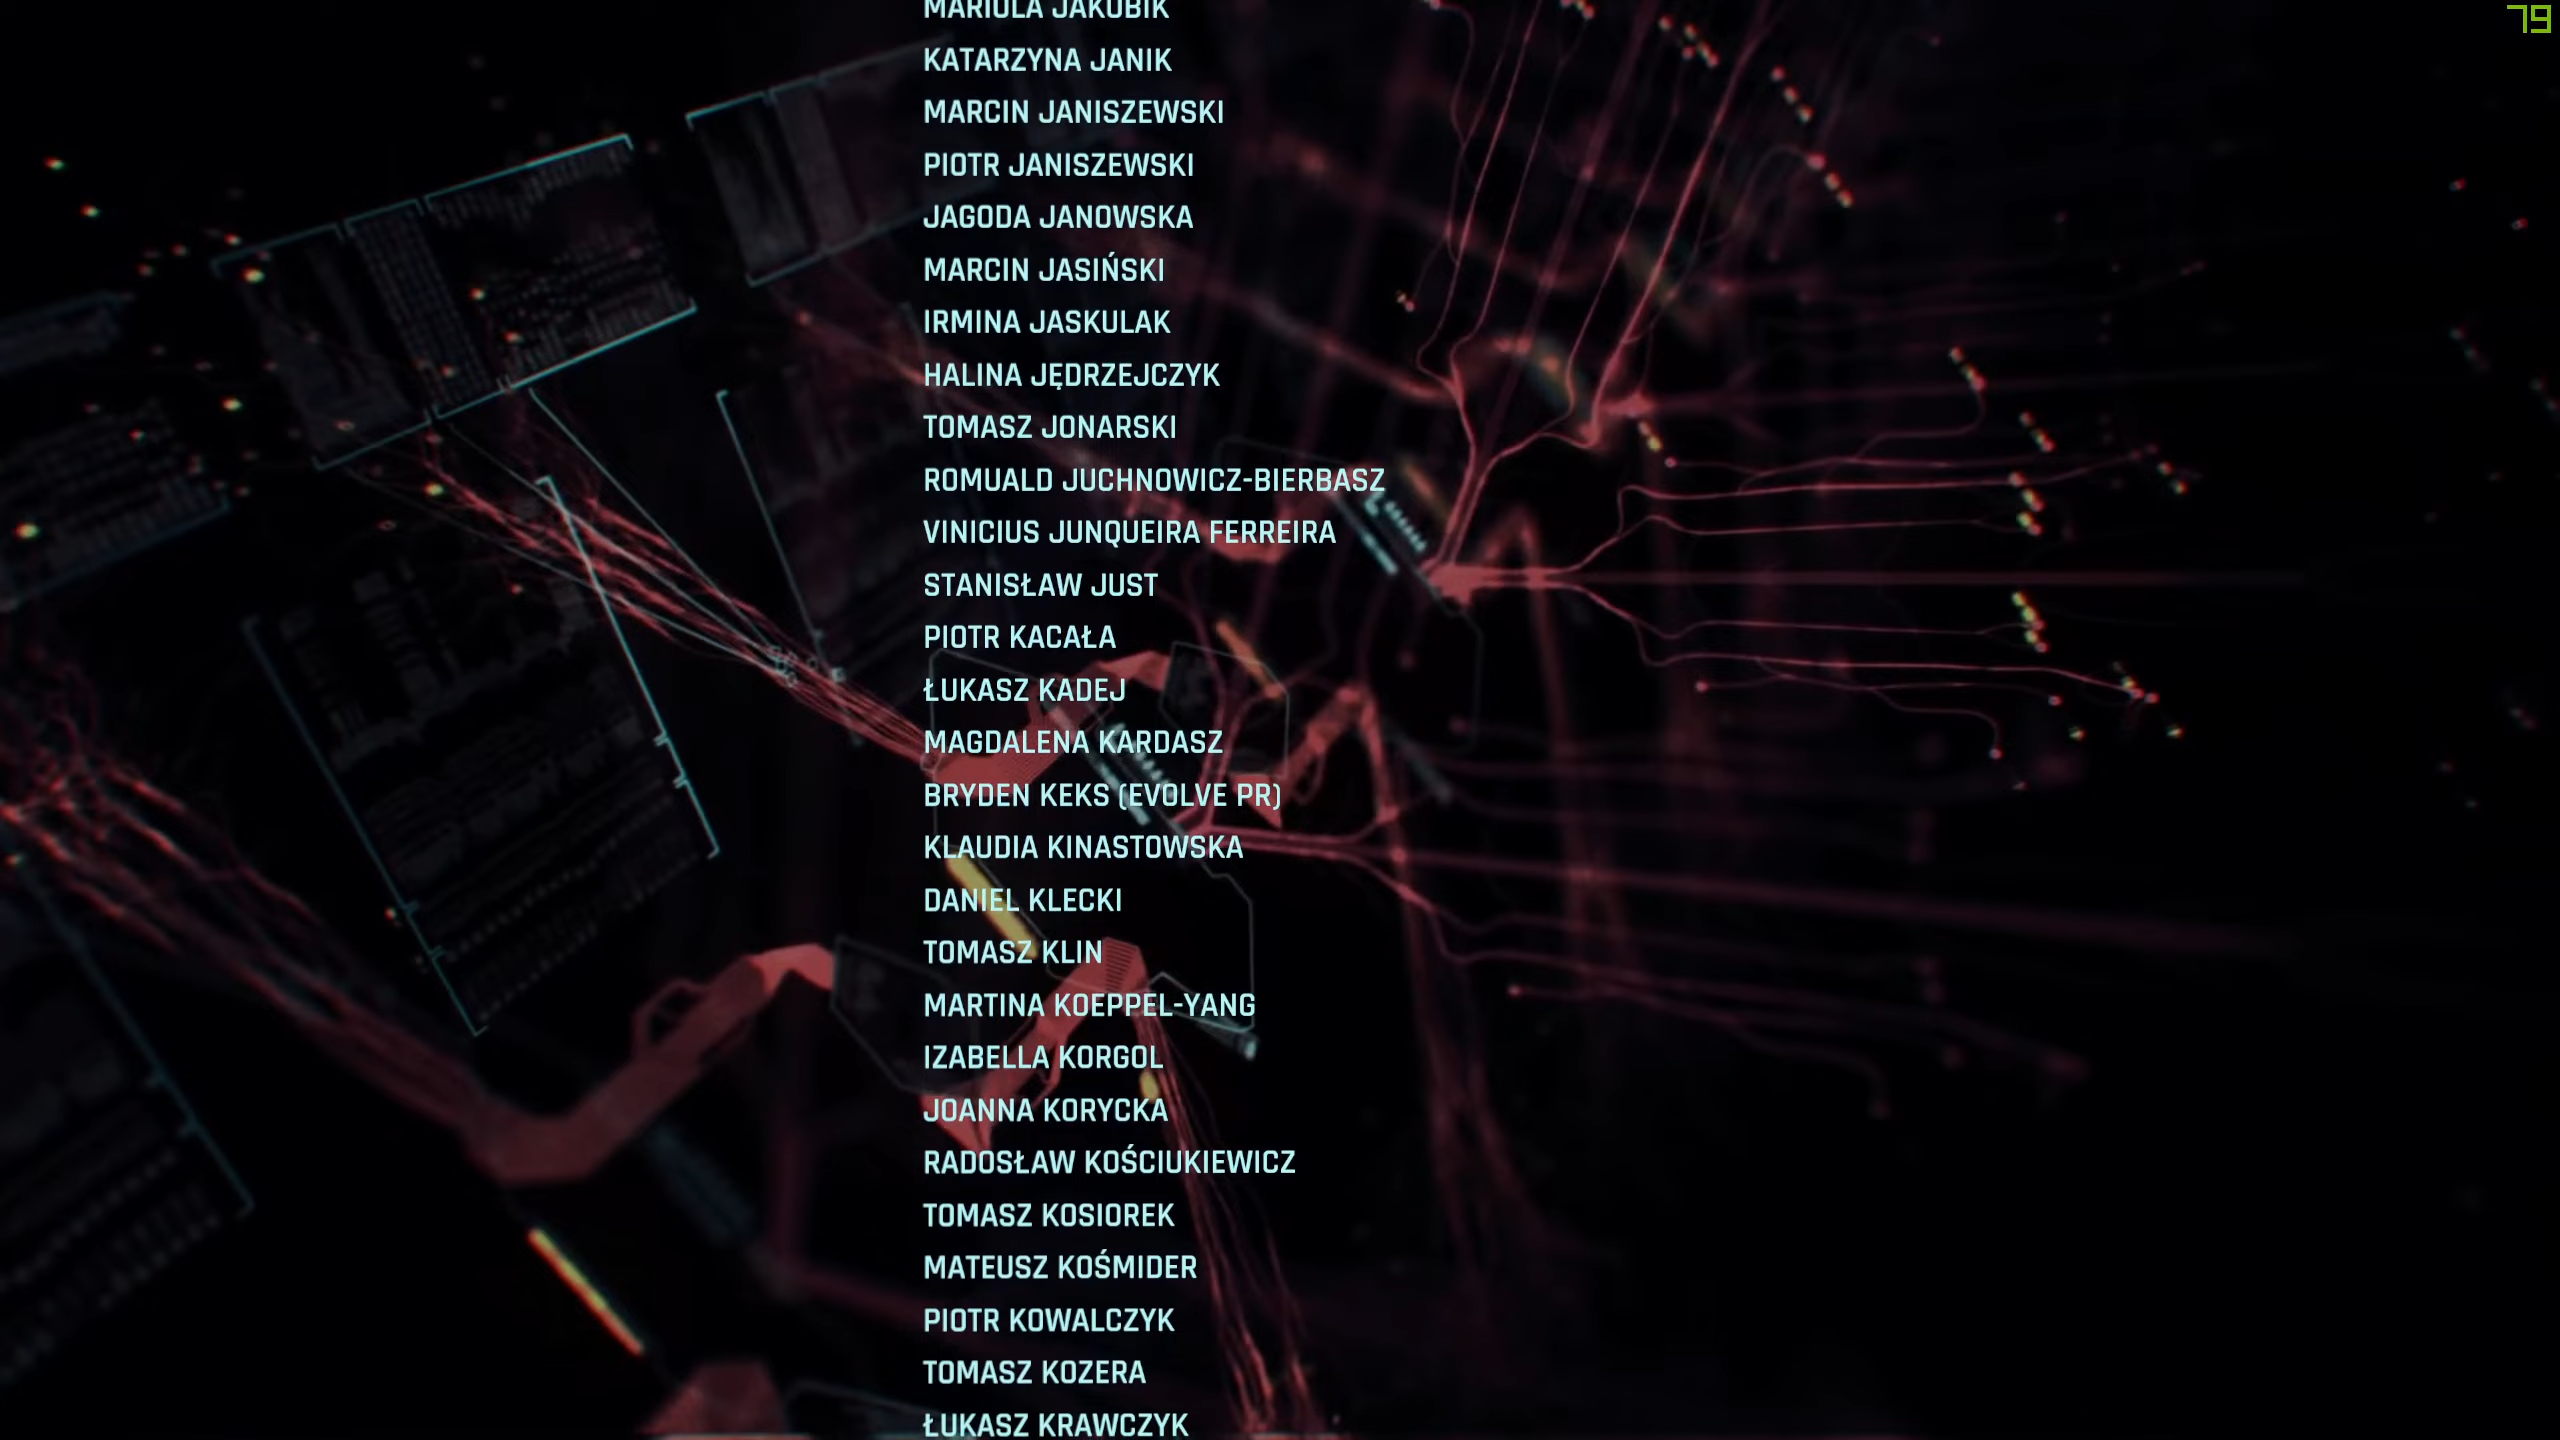 79
MARIOLA JAKUBIK
KATARZYNA JANIK
MARCIN JANISZEWSKI
PIOTR JANISZEWSKI
JAGODA JANOWSKA
MARCIN JASIŃSKI
IRMINA JASKULAK
HALINA JĘDRZEJCZYK
TOMASZ JONARSKI
ROMUALD JUCHNOWICZ-BIERBASZ
VINICIUS JUNQUEIRA FERREIRA
STANISŁAW JUST
PIOTR KACAŁA
ŁUKASZ KADEJ
MAGDALENA KARDASZ
BRYDEN KEKS (EVOLVE PR)
KLAUDIA KINASTOWSKA
DANIEL KLECKI
TOMASZ KLIN
MARTINA KOEPPEL-YANG
IZABELLA KORGOL
JOANNA KORYCKA
RADOSŁAW KOŚCIUKIEWICZ
TOMASZ KOSIOREK
MATEUSZ KOŚMIDER
PIOTR KOWALCZYK
TOMASZ KOZERA
ŁUKASZ KRAWCZYK